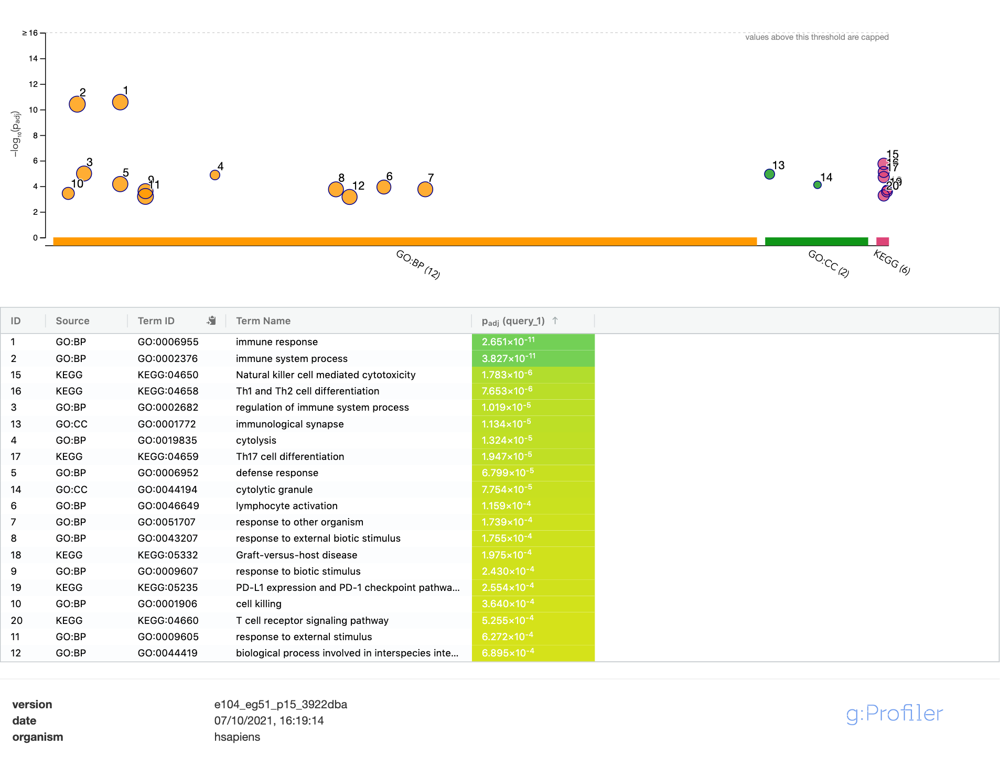 ≥ 16
values above this threshold are capped
14
12
10
8
6
4
2
0
–log₁₀(padj)
2
1
3
10
5
9
11
4
8
12
6
7
13
14
15
16
17
19
20
GO:BP (12)
GO:CC (2)
KEGG (6)
ID Source Term ID Term Name padj (query_1) ↑
1 GO:BP GO:0006955 immune response 2.651×10⁻¹¹
2 GO:BP GO:0002376 immune system process 3.827×10⁻¹¹
15 KEGG KEGG:04650 Natural killer cell mediated cytotoxicity 1.783×10⁻⁶
16 KEGG KEGG:04658 Th1 and Th2 cell differentiation 7.653×10⁻⁶
3 GO:BP GO:0002682 regulation of immune system process 1.019×10⁻⁵
13 GO:CC GO:0001772 immunological synapse 1.134×10⁻⁵
4 GO:BP GO:0019835 cytolysis 1.324×10⁻⁵
17 KEGG KEGG:04659 Th17 cell differentiation 1.947×10⁻⁵
5 GO:BP GO:0006952 defense response 6.799×10⁻⁵
14 GO:CC GO:0044194 cytolytic granule 7.754×10⁻⁵
6 GO:BP GO:0046649 lymphocyte activation 1.159×10⁻⁴
7 GO:BP GO:0051707 response to other organism 1.739×10⁻⁴
8 GO:BP GO:0043207 response to external biotic stimulus 1.755×10⁻⁴
18 KEGG KEGG:05332 Graft-versus-host disease 1.975×10⁻⁴
9 GO:BP GO:0009607 response to biotic stimulus 2.430×10⁻⁴
19 KEGG KEGG:05235 PD-L1 expression and PD-1 checkpoint pathwa... 2.554×10⁻⁴
10 GO:BP GO:0001906 cell killing 3.640×10⁻⁴
20 KEGG KEGG:04660 T cell receptor signaling pathway 5.255×10⁻⁴
11 GO:BP GO:0009605 response to external stimulus 6.272×10⁻⁴
12 GO:BP GO:0044419 biological process involved in interspecies inte... 6.895×10⁻⁴
version e104_eg51_p15_3922dba
date 07/10/2021, 16:19:14
organism hsapiens
g:Profiler